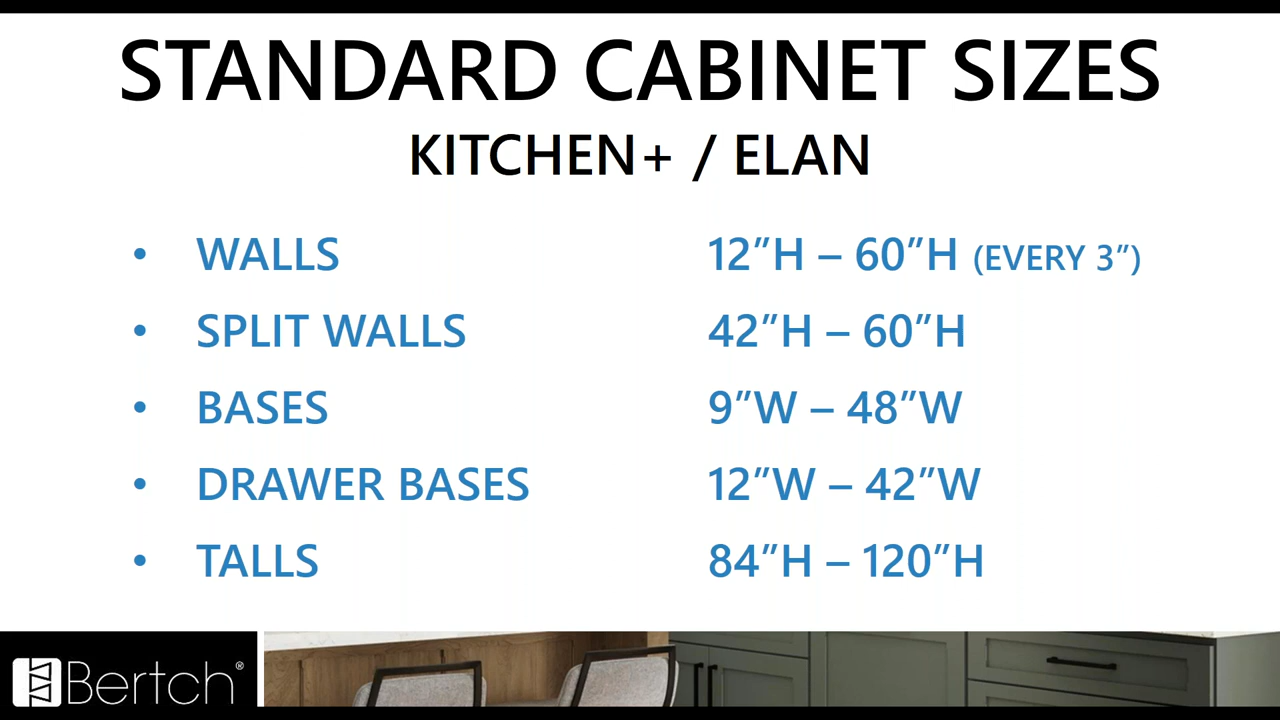 STANDARD CABINET SIZES
KITCHEN+ / ELAN
• WALLS 12”H – 60”H (EVERY 3”)
• SPLIT WALLS 42”H – 60”H
• BASES 9”W – 48”W
• DRAWER BASES 12”W – 42”W
• TALLS 84”H – 120”H
Bertch®